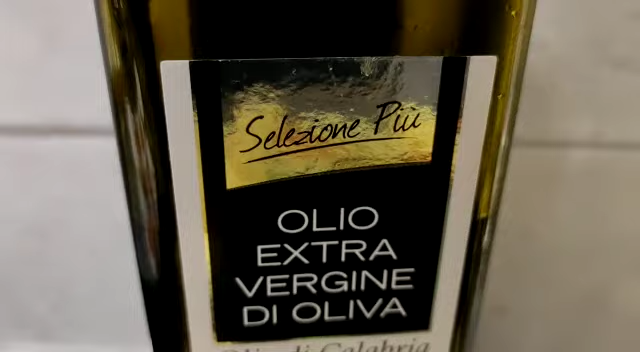 Selezione Più
OLIO
EXTRA
VERGINE
DI OLIVA
di Calabria